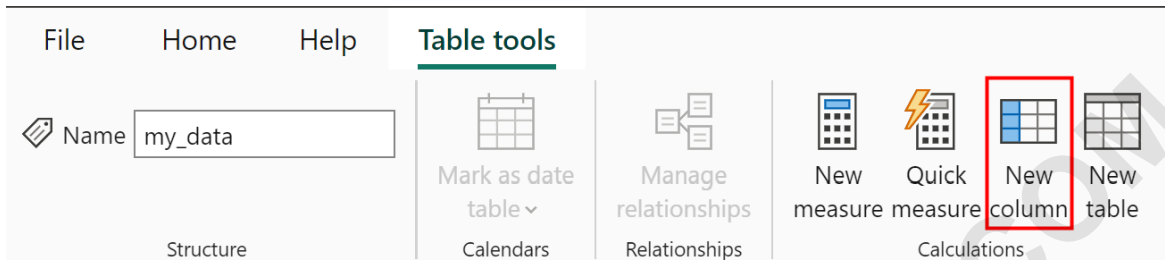 File Home Help Table tools
Name my_data
Mark as date table
Manage relationships
New measure
Quick measure
New column
New table
Structure Calendars Relationships Calculations
COM